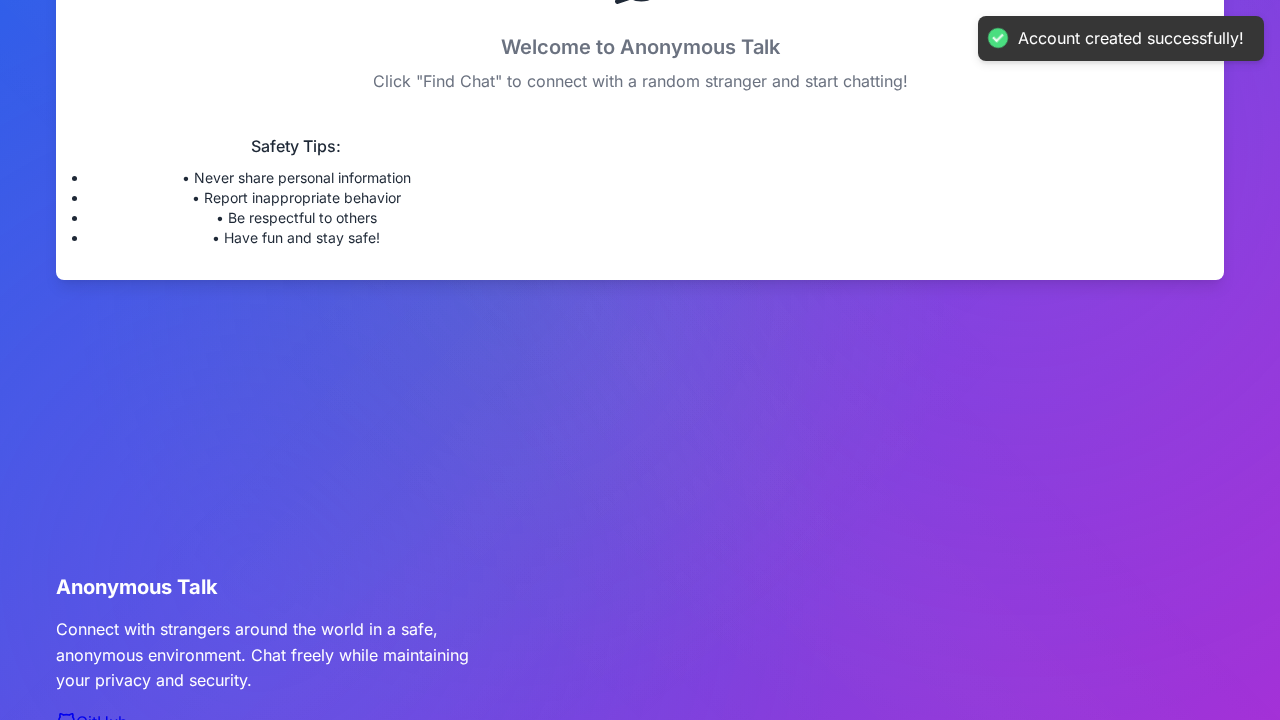 Account created successfully!
Welcome to Anonymous Talk
Click "Find Chat" to connect with a random stranger and start chatting!
Safety Tips:
• Never share personal information
• Report inappropriate behavior
• Be respectful to others
• Have fun and stay safe!
Anonymous Talk
Connect with strangers around the world in a safe,
anonymous environment. Chat freely while maintaining
your privacy and security.
GitHub